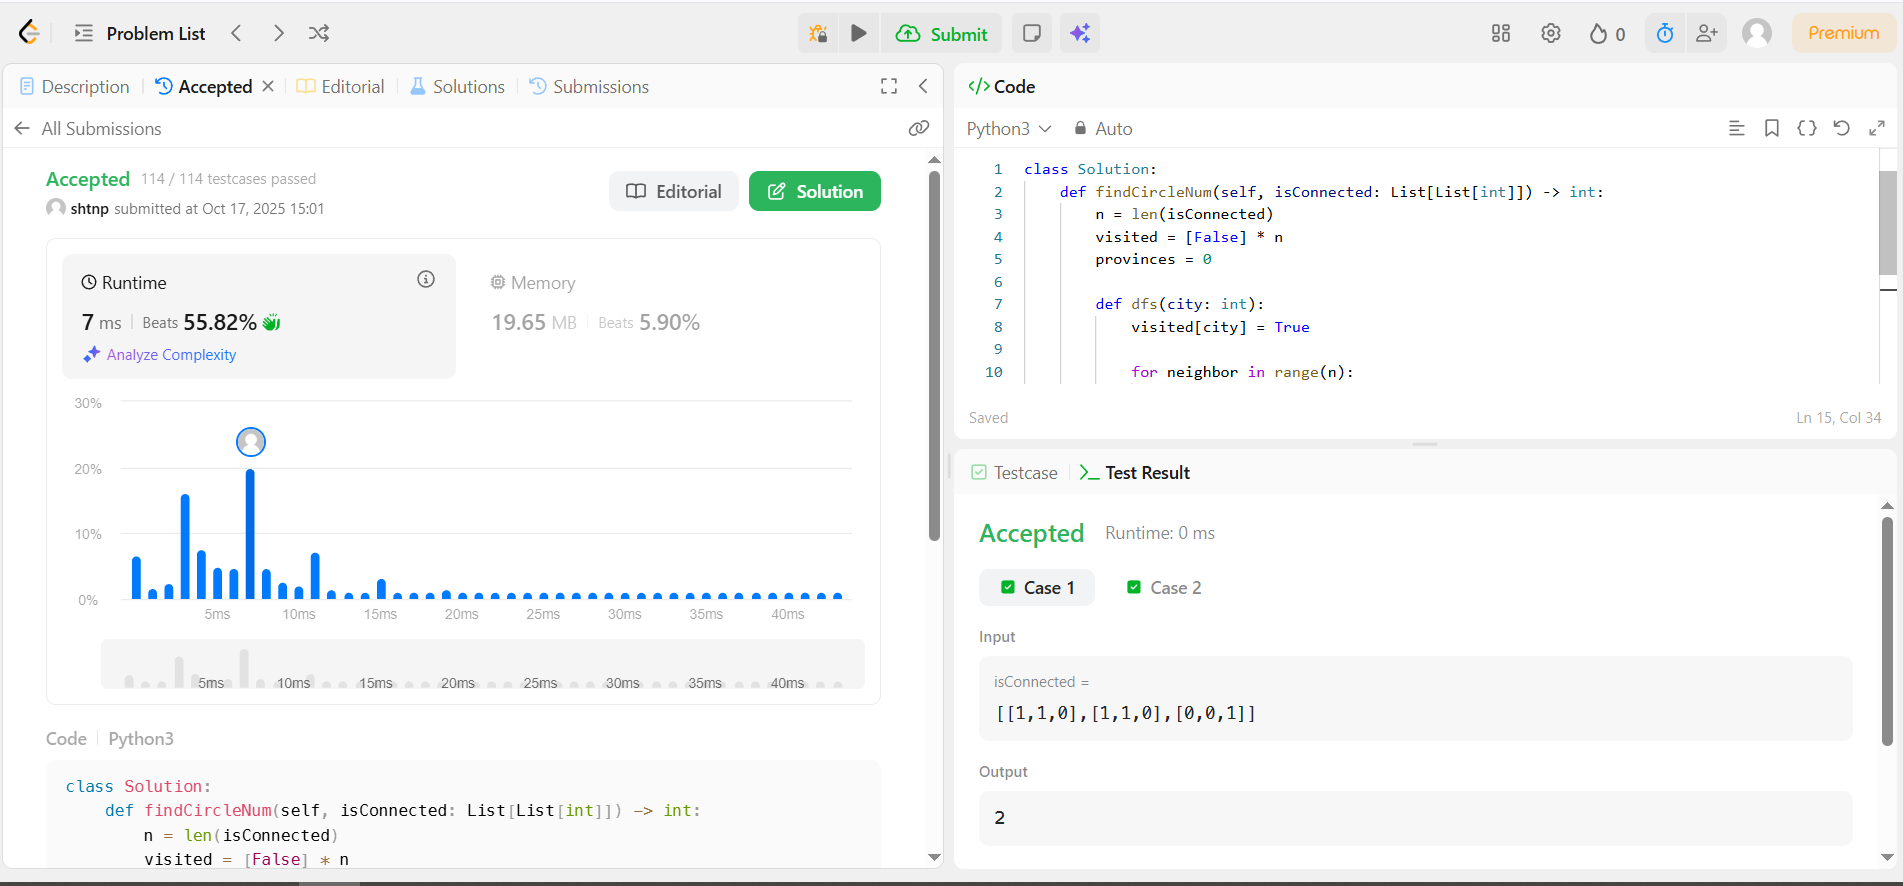 Problem List
Submit
0
Premium
Description
Accepted
Editorial
Solutions
Submissions
All Submissions
Accepted 114 / 114 testcases passed
shtnp submitted at Oct 17, 2025 15:01
Editorial
Solution
Runtime
7 ms Beats 55.82%
Analyze Complexity
Memory
19.65 MB Beats 5.90%
30%
20%
10%
0%
5ms 10ms 15ms 20ms 25ms 30ms 35ms 40ms
5ms 10ms 15ms 20ms 25ms 30ms 35ms 40ms
Code Python3
class Solution:
    def findCircleNum(self, isConnected: List[List[int]]) -> int:
        n = len(isConnected)
        visited = [False] * n
</> Code
Python3 Auto
1 class Solution:
2     def findCircleNum(self, isConnected: List[List[int]]) -> int:
3         n = len(isConnected)
4         visited = [False] * n
5         provinces = 0
6
7         def dfs(city: int):
8             visited[city] = True
9
10             for neighbor in range(n):
Saved
Ln 15, Col 34
Testcase
Test Result
Accepted Runtime: 0 ms
Case 1
Case 2
Input
isConnected =
[[1,1,0],[1,1,0],[0,0,1]]
Output
2